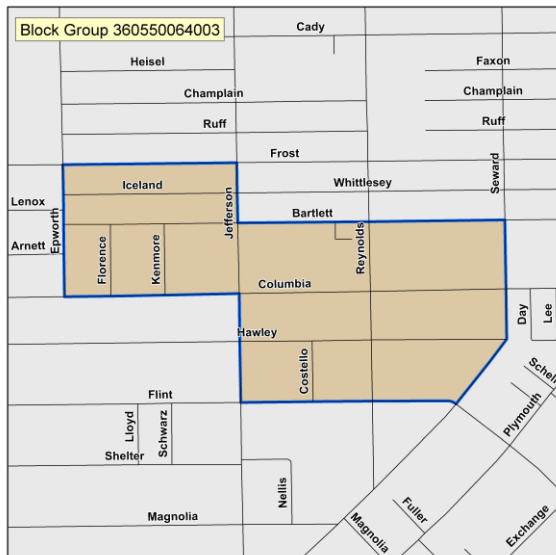 Block Group 360550064003
Cady
Heisel
Faxon
Champlain
Champlain
Ruff
Ruff
Frost
Seward
Iceland
Whittlesey
Lenox
Jefferson
Bartlett
Epworth
Arnett
Florence
Kenmore
Reynolds
Columbia
Day
Lee
Hawley
Costello
Schell
Flint
Plymouth
Lloyd
Schwarz
Shelter
Nellis
Fuller
Magnolia
Magnolia
Exchange